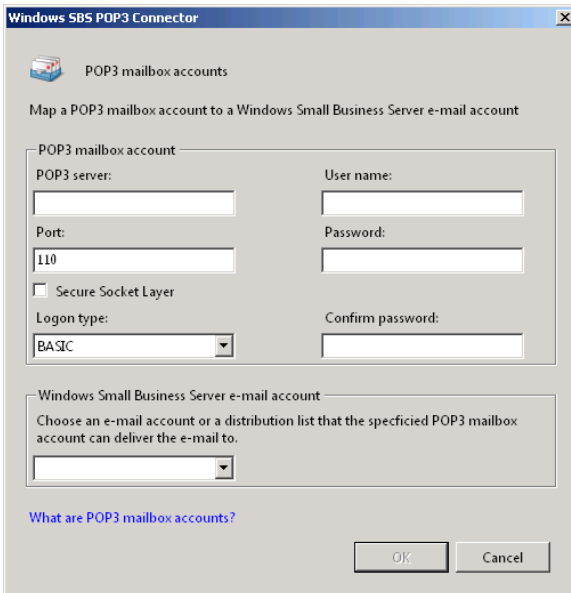 Windows SBS POP3 Connector
POP3 mailbox accounts
Map a POP3 mailbox account to a Windows Small Business Server e-mail account
POP3 mailbox account
POP3 server:
User name:
Port:
Password:
110
Secure Socket Layer
Logon type:
Confirm password:
BASIC
Windows Small Business Server e-mail account
Choose an e-mail account or a distribution list that the specficied POP3 mailbox
account can deliver the e-mail to.
What are POP3 mailbox accounts?
OK
Cancel